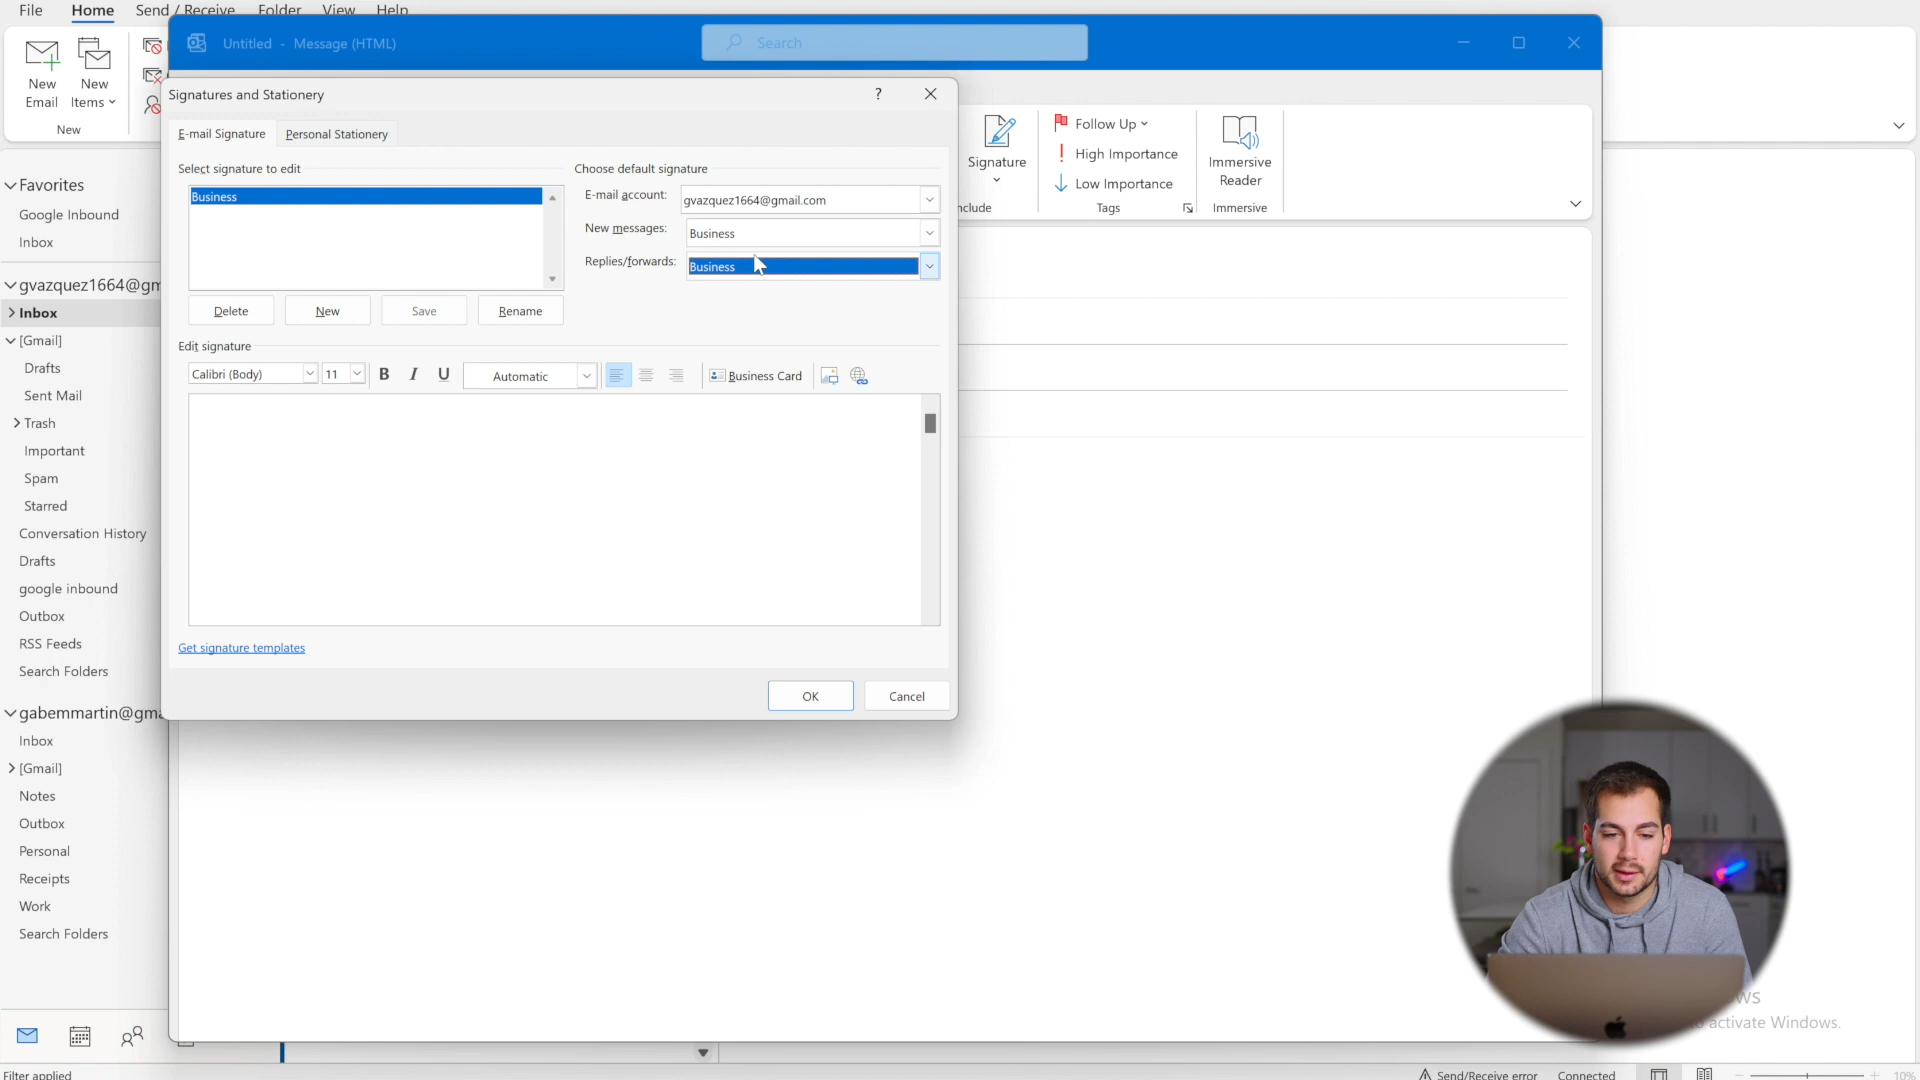 File Home Send / Receive Folder View Help
Untitled - Message (HTML)
Search
New Email
New Items
New
Signatures and Stationery
?
E-mail Signature
Personal Stationery
Select signature to edit
Business
Delete
New
Save
Rename
Choose default signature
E-mail account: gvazquez1664@gmail.com
New messages: Business
Replies/forwards: Business
Edit signature
Calibri (Body) 11 B I U Automatic Business Card
Get signature templates
OK
Cancel
Signature
nclude
Follow Up
High Importance
Low Importance
Tags
Immersive Reader
Immersive
Favorites
Google Inbound
Inbox
gvazquez1664@gm
Inbox
[Gmail]
Drafts
Sent Mail
Trash
Important
Spam
Starred
Conversation History
Drafts
google inbound
Outbox
RSS Feeds
Search Folders
gabemmartin@gma
Inbox
[Gmail]
Notes
Outbox
Personal
Receipts
Work
Search Folders
ws
activate Windows.
Filter applied
Send/Receive error
Connected
10%